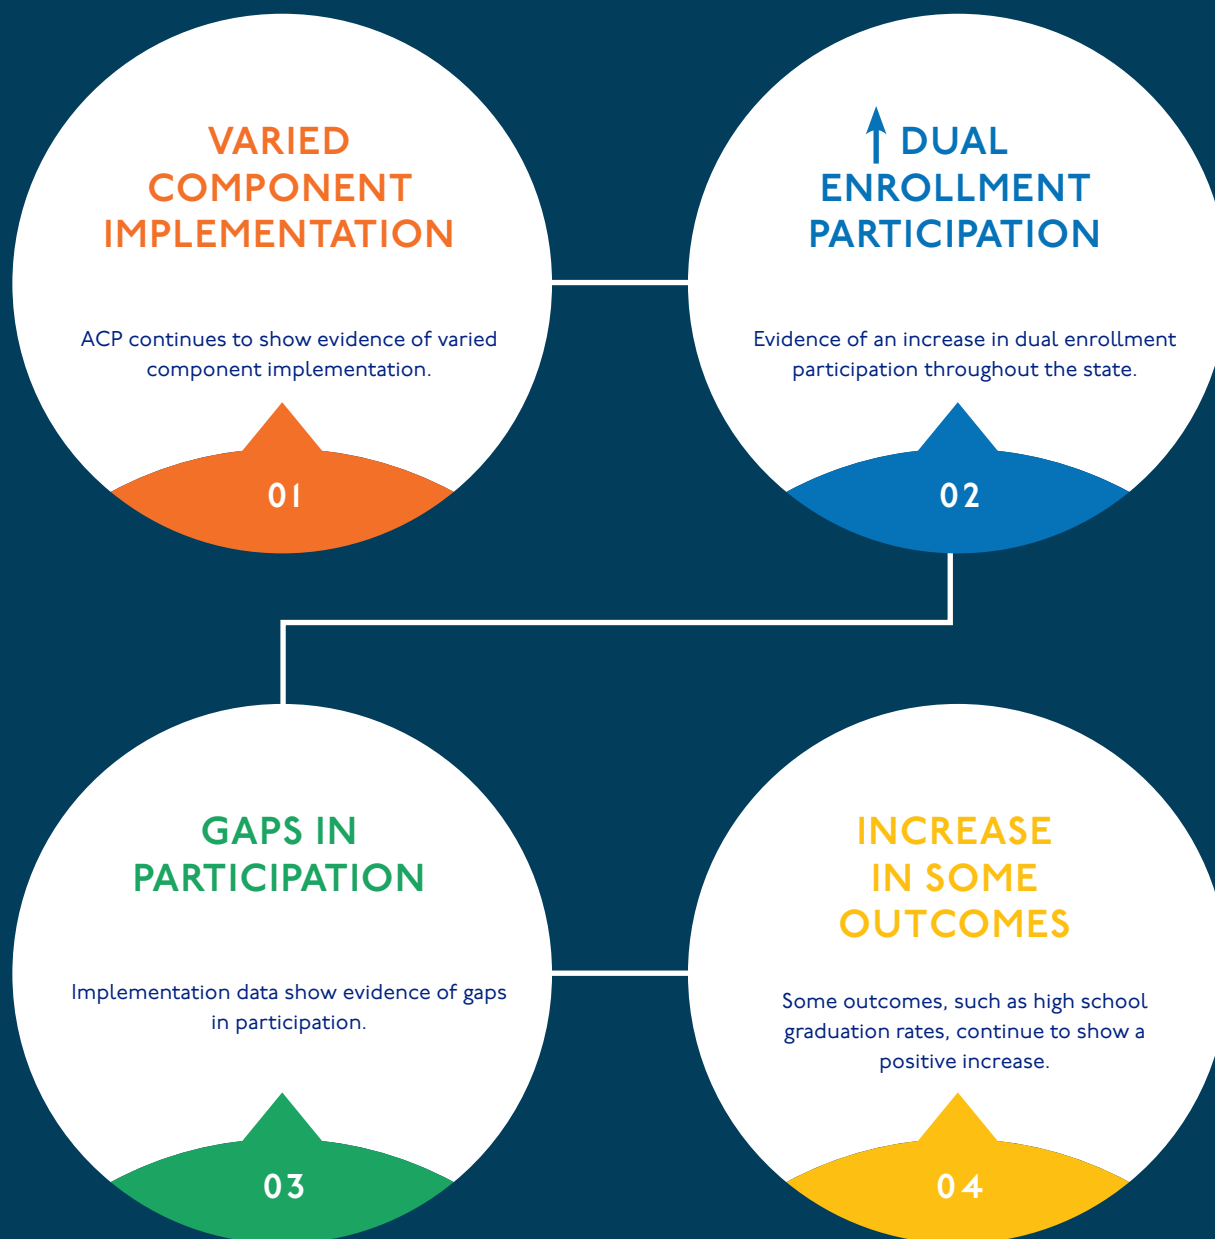 VARIED
COMPONENT
IMPLEMENTATION
ACP continues to show evidence of varied
component implementation.
01
DUAL
ENROLLMENT
PARTICIPATION
Evidence of an increase in dual enrollment
participation throughout the state.
02
GAPS IN
PARTICIPATION
Implementation data show evidence of gaps
in participation.
03
INCREASE
IN SOME
OUTCOMES
Some outcomes, such as high school
graduation rates, continue to show a
positive increase.
04